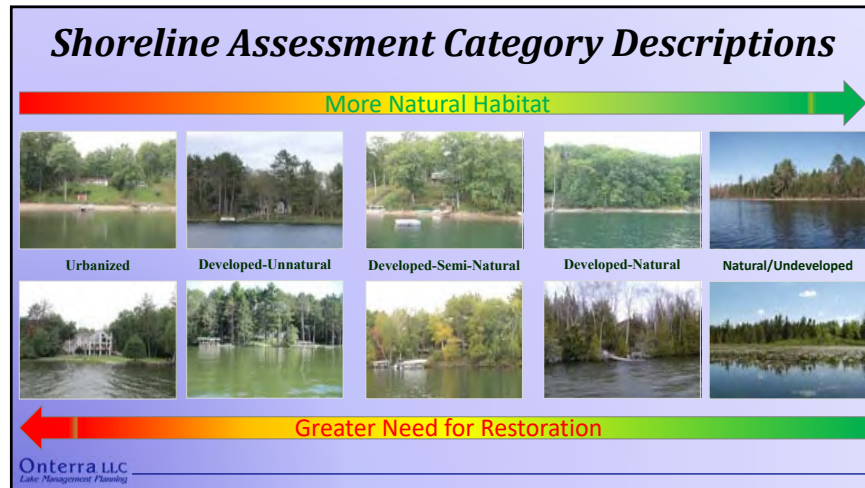 Shoreline Assessment Category Descriptions
More Natural Habitat
Urbanized
Developed-Unnatural
Developed-Semi-Natural
Developed-Natural
Natural/Undeveloped
Greater Need for Restoration
Onterra LLC
Lake Management Planning